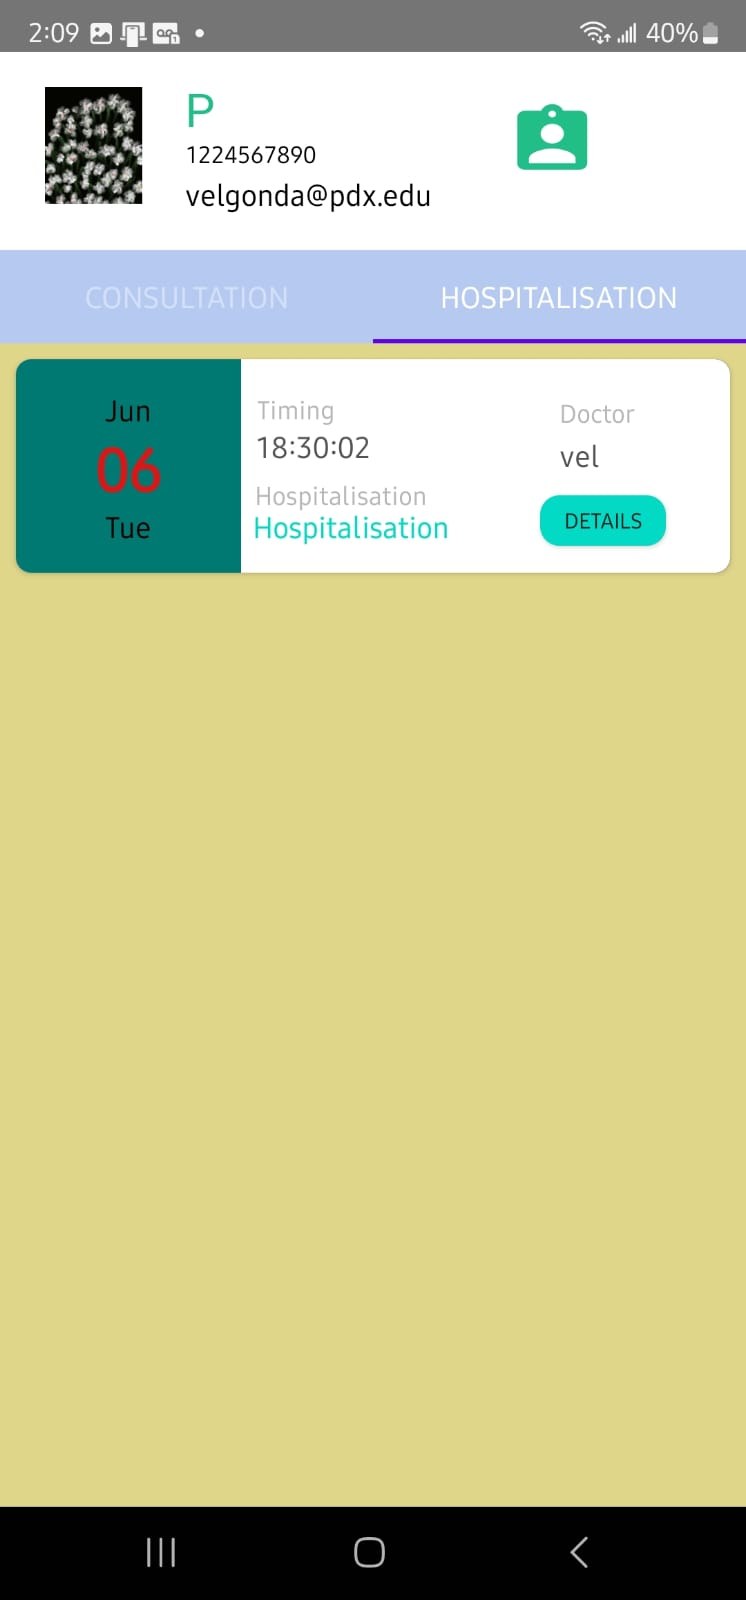 2:09 40%
P
1224567890
velgonda@pdx.edu
CONSULTATION HOSPITALISATION
Jun
06
Tue
Timing
18:30:02
Hospitalisation
Hospitalisation
Doctor
vel
DETAILS